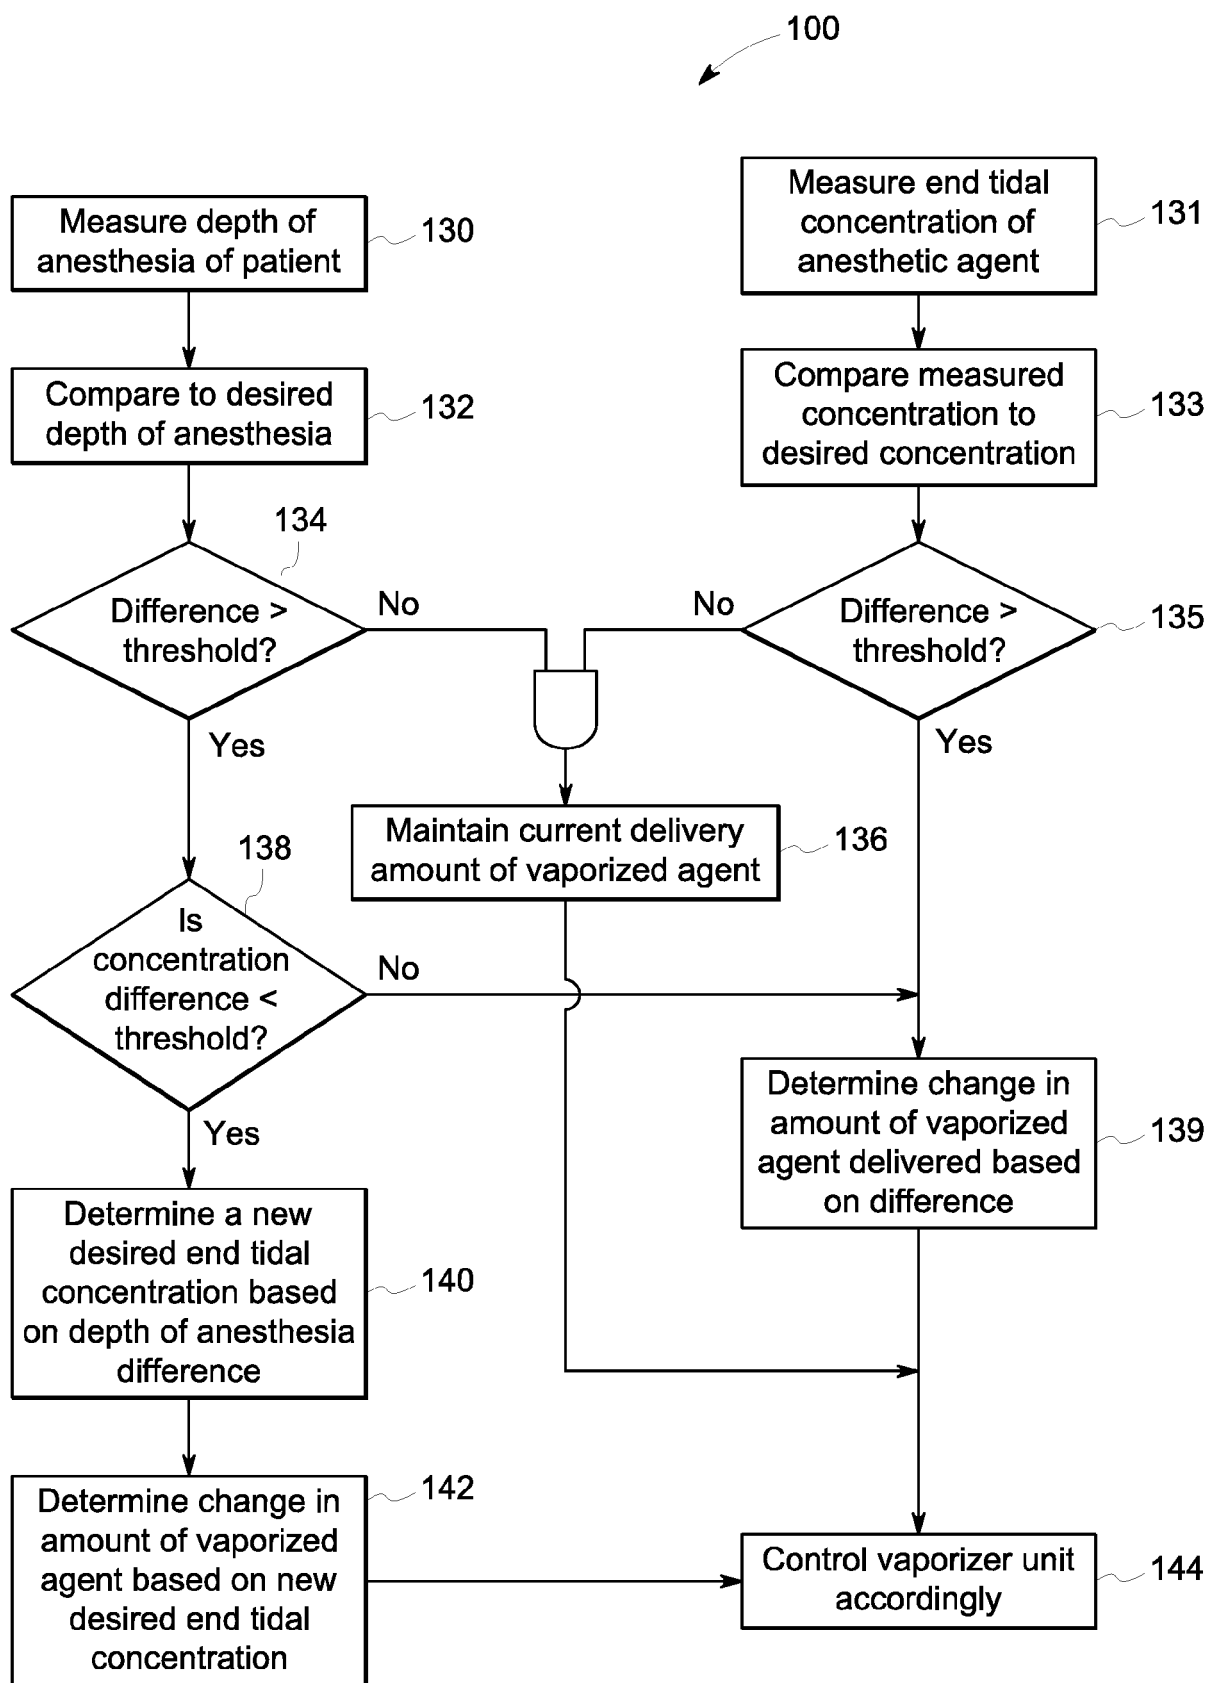 100
Measure depth of
anesthesia of patient
130
Measure end tidal
concentration of
anesthetic agent
131
Compare to desired
depth of anesthesia
132
Compare measured
concentration to
desired concentration
133
134
Difference >
threshold?
No
Yes
No
Difference >
threshold?
135
Yes
Maintain current delivery
amount of vaporized agent
136
138
Is
concentration
difference <
threshold?
No
Yes
Determine change in
amount of vaporized
agent delivered based
on difference
139
Determine a new
desired end tidal
concentration based
on depth of anesthesia
difference
140
Determine change in
amount of vaporized
agent based on new
desired end tidal
concentration
142
Control vaporizer unit
accordingly
144